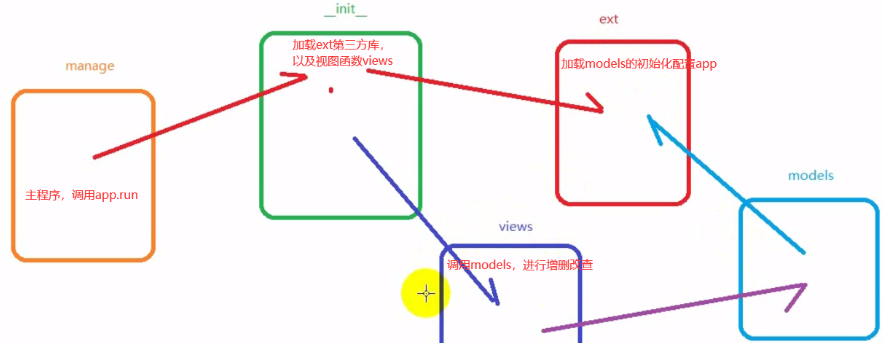 __init__
ext
加载ext第三方库，
以及视图函数views
manage
加载models的初始化配置app
models
主程序，调用app.run
views
调用models，进行增删改查